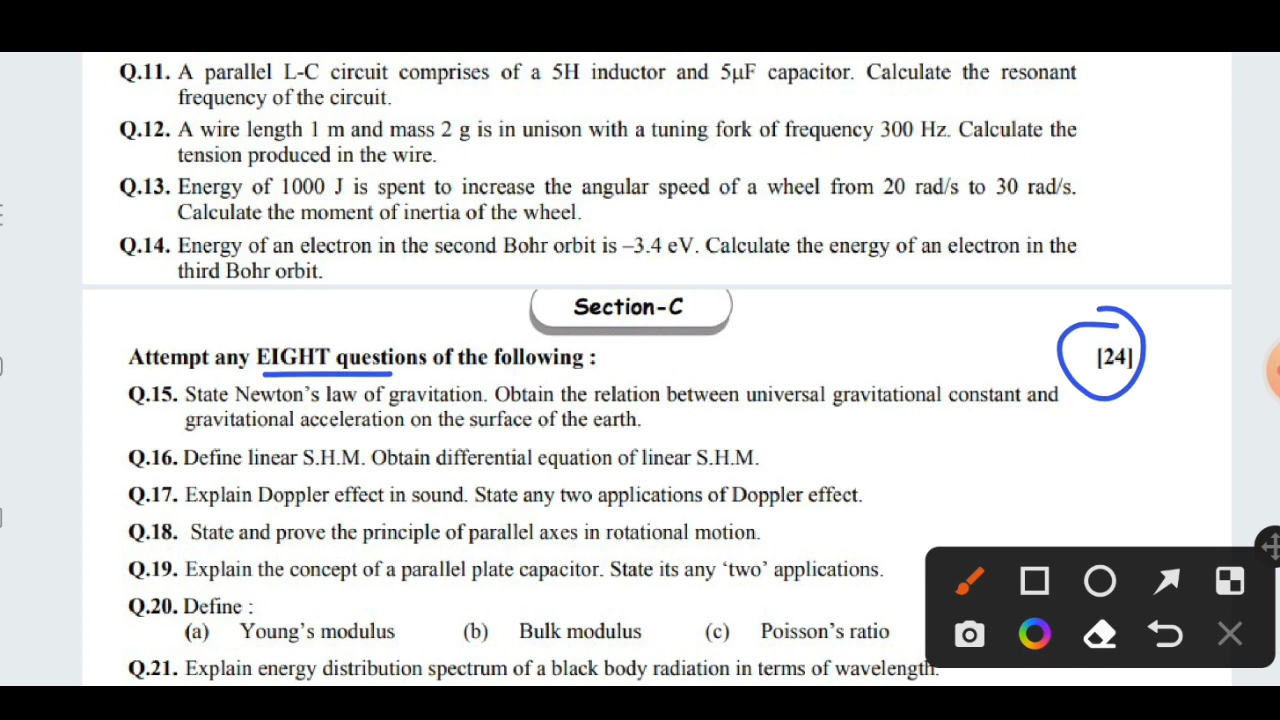 Q.11. A parallel L-C circuit comprises of a 5H inductor and 5µF capacitor. Calculate the resonant
frequency of the circuit.
Q.12. A wire length 1 m and mass 2 g is in unison with a tuning fork of frequency 300 Hz. Calculate the
tension produced in the wire.
Q.13. Energy of 1000 J is spent to increase the angular speed of a wheel from 20 rad/s to 30 rad/s.
Calculate the moment of inertia of the wheel.
Q.14. Energy of an electron in the second Bohr orbit is –3.4 eV. Calculate the energy of an electron in the
third Bohr orbit.
Section-C
Attempt any EIGHT questions of the following : [24]
Q.15. State Newton's law of gravitation. Obtain the relation between universal gravitational constant and
gravitational acceleration on the surface of the earth.
Q.16. Define linear S.H.M. Obtain differential equation of linear S.H.M.
Q.17. Explain Doppler effect in sound. State any two applications of Doppler effect.
Q.18. State and prove the principle of parallel axes in rotational motion.
Q.19. Explain the concept of a parallel plate capacitor. State its any ‘two’ applications.
Q.20. Define :
(a) Young's modulus (b) Bulk modulus (c) Poisson's ratio
Q.21. Explain energy distribution spectrum of a black body radiation in terms of wavelength.